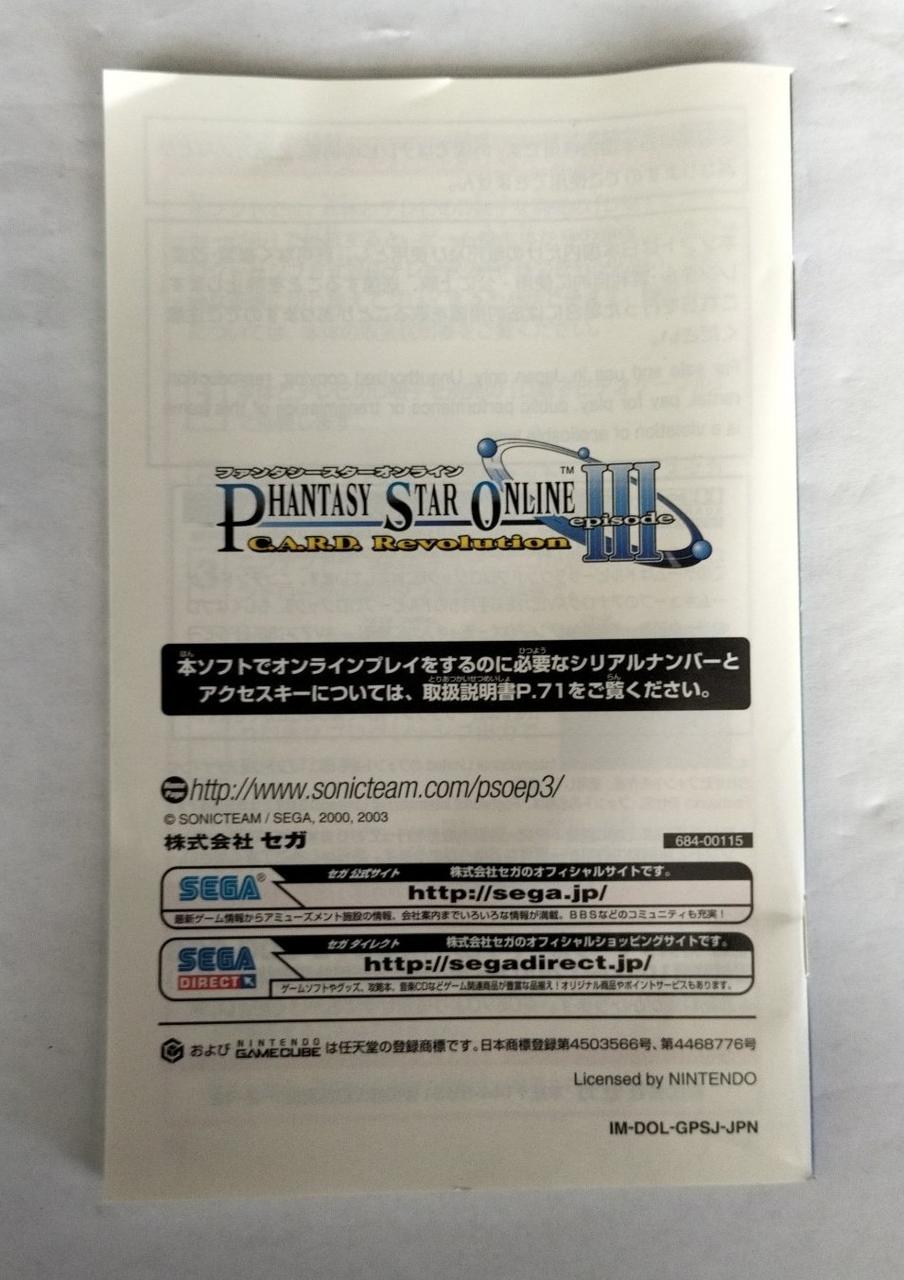 ファンタシースターオンライン
PHANTASY STAR ONLINE TM
episode III
C.A.R.D. Revolution
本ソフトでオンラインプレイをするのに必要なシリアルナンバーと
アクセスキーについては、取扱説明書P.71をご覧ください。
http://www.sonicteam.com/psoep3/
© SONICTEAM / SEGA, 2000, 2003
株式会社 セガ
684-00115
SEGA® セガ 公式サイト 株式会社セガのオフィシャルサイトです。
http://sega.jp/
最新ゲーム情報からアミューズメント施設の情報、会社案内までいろいろな情報が満載。BBSなどのコミュニティも充実！
SEGA DIRECT セガ ダイレクト 株式会社セガのオフィシャルショッピングサイトです。
http://segadirect.jp/
ゲームソフトやグッズ、攻略本、音楽CDなどゲーム関連商品が豊富な品揃え！オリジナル商品やポイントサービスもあります。
および NINTENDO GAMECUBE は任天堂の登録商標です。日本商標登録第4503566号、第4468776号
Licensed by NINTENDO
IM-DOL-GPSJ-JPN